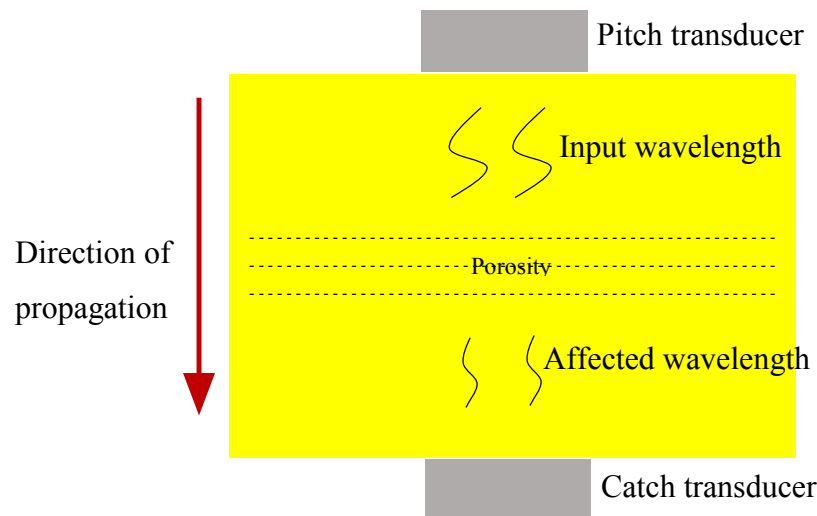 Pitch transducer
Input wavelength
Direction of
propagation
Porosity
Affected wavelength
Catch transducer